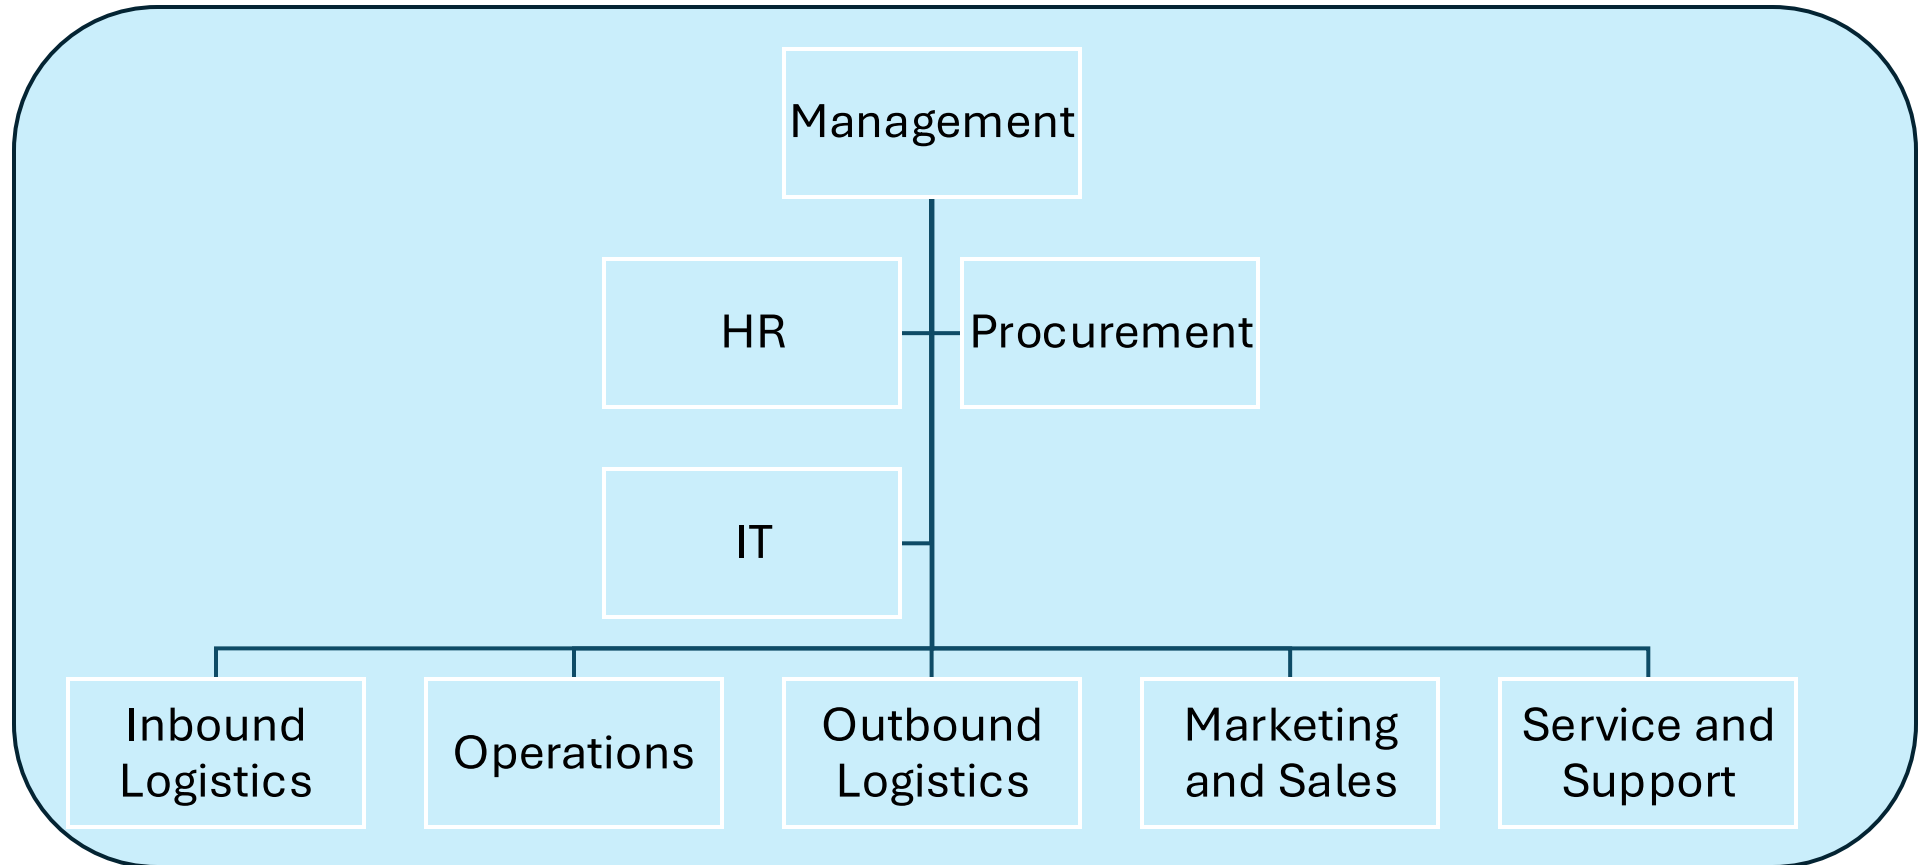 Management
HR
Procurement
IT
Inbound
Logistics
Operations
Outbound
Logistics
Marketing
and Sales
Service and
Support